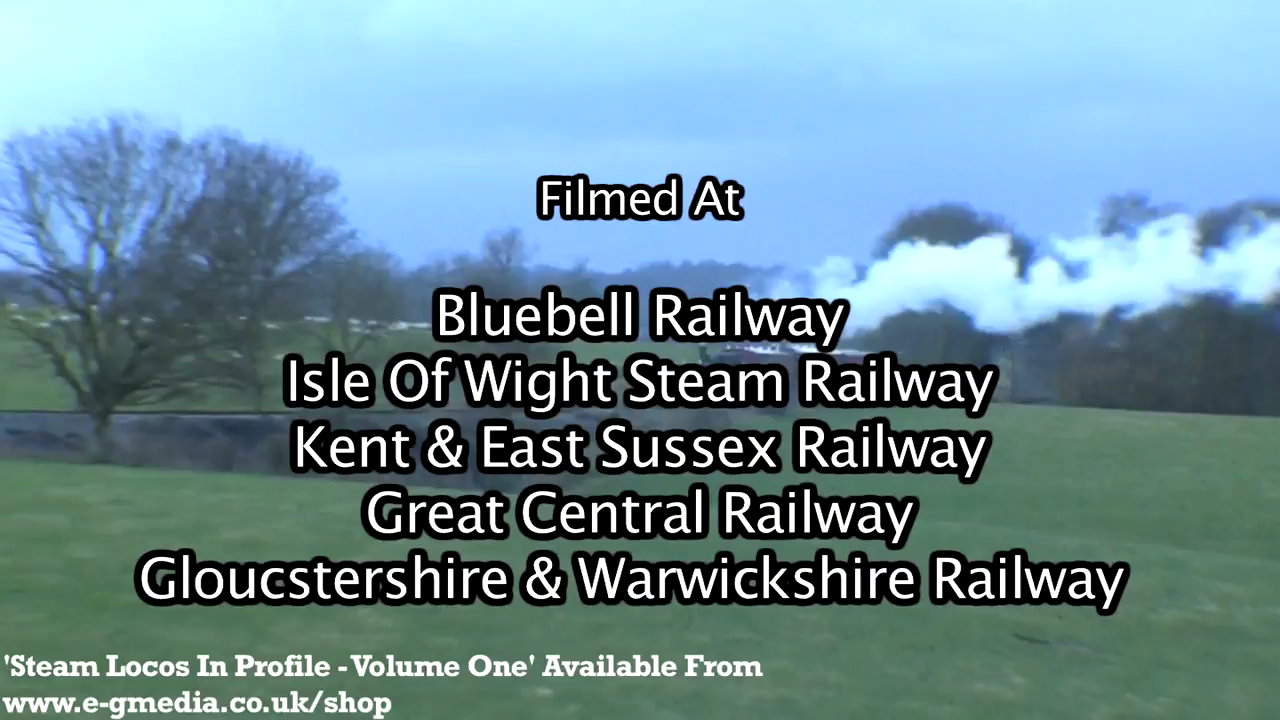 Filmed At
Bluebell Railway
Isle Of Wight Steam Railway
Kent & East Sussex Railway
Great Central Railway
Gloucstershire & Warwickshire Railway
'Steam Locos In Profile - Volume One' Available From
www.e-gmedia.co.uk/shop